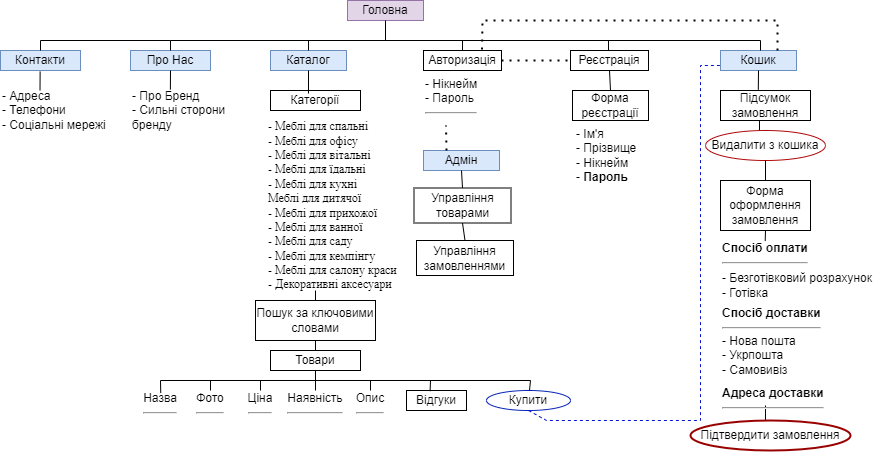 Головна
Контакти
- Адреса
- Телефони
- Соціальні мережі
Про Нас
- Про Бренд
- Сильні сторони
бренду
Каталог
Категорії
- Меблі для спальні
- Меблі для офісу
- Меблі для вітальні
- Меблі для їдальні
- Меблі для кухні
Меблі для дитячої
- Меблі для прихожої
- Меблі для ванної
- Меблі для саду
- Меблі для кемпінгу
- Меблі для салону краси
- Декоративні аксесуари
Пошук за ключовими
словами
Товари
Назва
Фото
Ціна
Наявність
Опис
Відгуки
Купити
Авторизація
- Нікнейм
- Пароль
Адмін
Управління
товарами
Управління
замовленнями
Реєстрація
Форма
реєстрації
- Ім'я
- Прізвище
- Нікнейм
- Пароль
Кошик
Підсумок
замовлення
Видалити з кошика
Форма
оформлення
замовлення
Спосіб оплати
- Безготівковий розрахунок
- Готівка
Спосіб доставки
- Нова пошта
- Укрпошта
- Самовивіз
Адреса доставки
Підтвердити замовлення